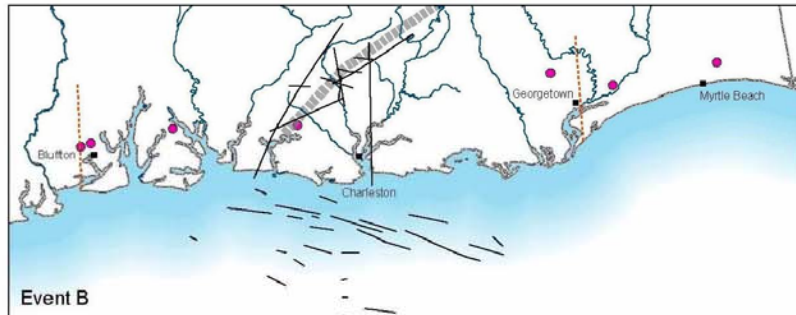 Georgetown
Myrtle Beach
Bluffton
Charleston
Event B